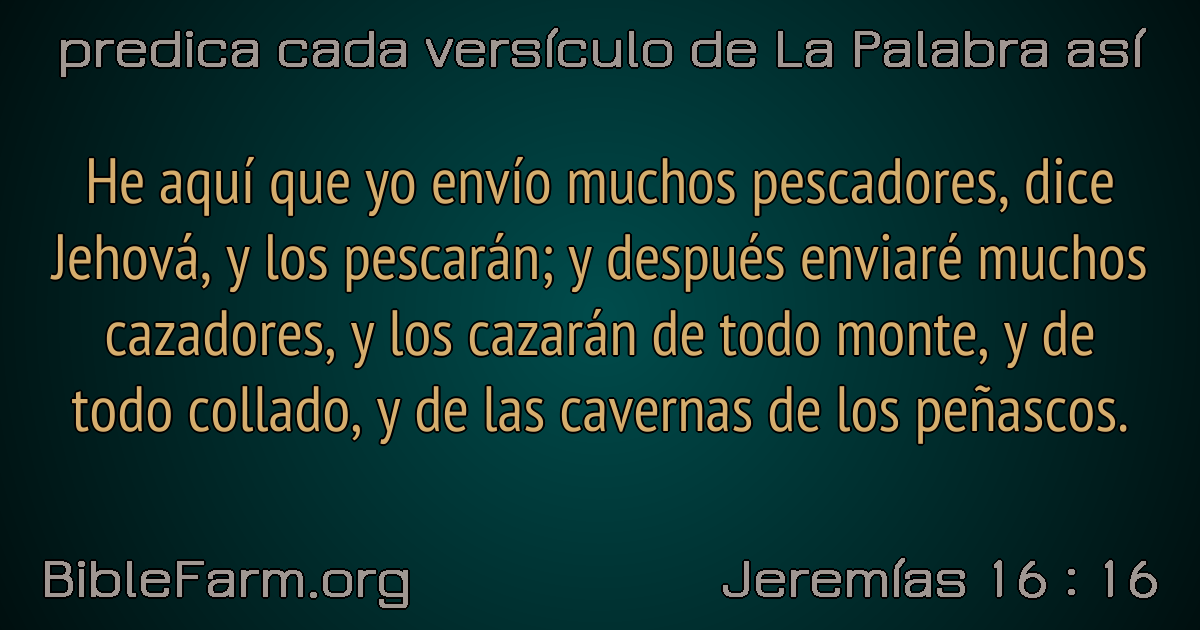 predica cada versículo de La Palabra así
He aquí que yo envío muchos pescadores, dice
Jehová, y los pescarán; y después enviaré muchos
cazadores, y los cazarán de todo monte, y de
todo collado, y de las cavernas de los peñascos.
BibleFarm.org
Jeremías 16 : 16